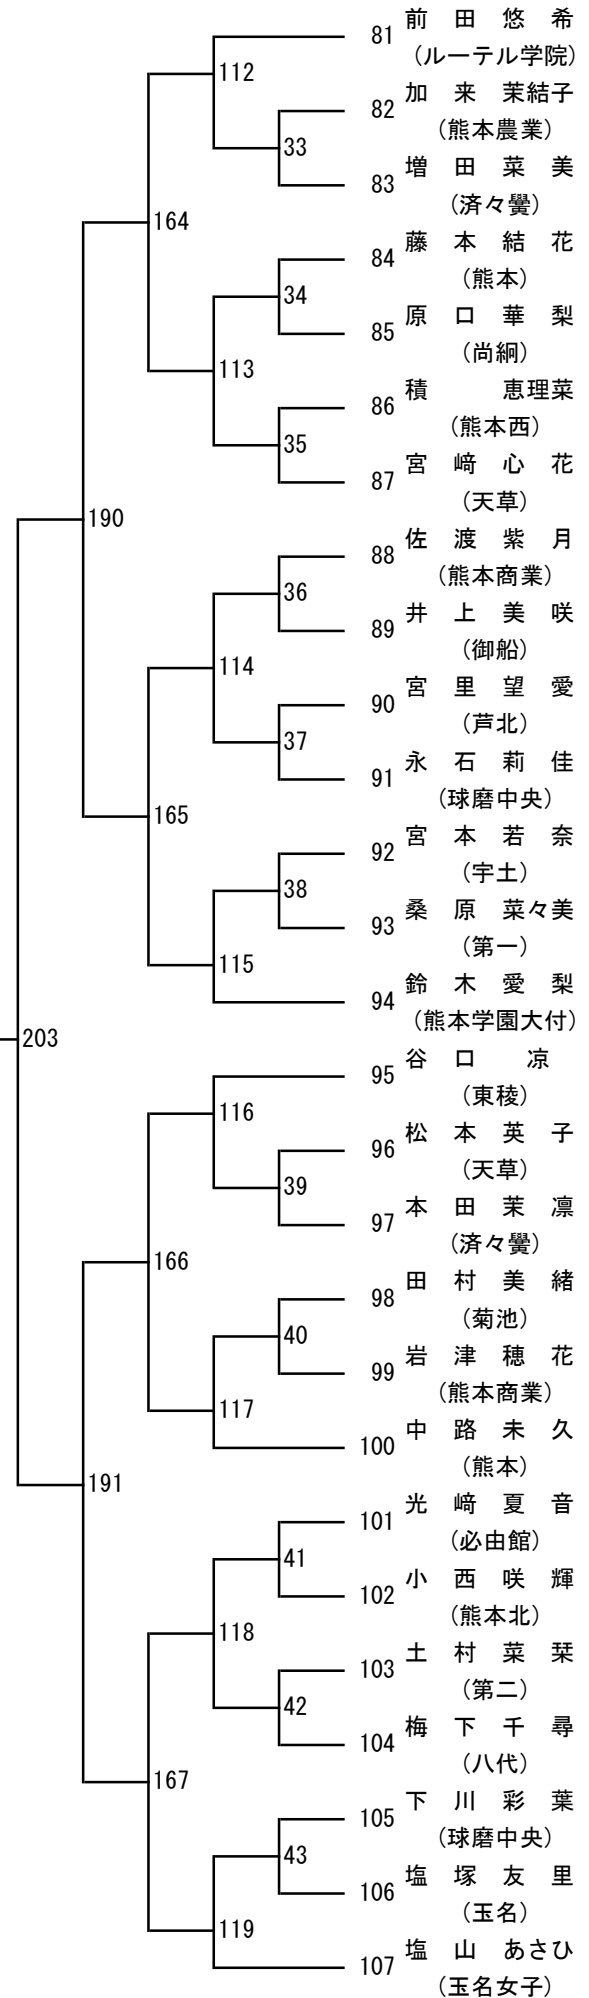 81 前 田 悠 希
(ルーテル学院)
112
82 加 来 茉結子
(熊本農業)
33
83 増 田 菜 美
(済々黌)
164
84 藤 本 結 花
(熊本)
34
85 原 口 華 梨
(尚絅)
113
86 積 恵理菜
(熊本西)
35
87 宮 﨑 心 花
(天草)
190
88 佐 渡 紫 月
(熊本商業)
36
89 井 上 美 咲
(御船)
114
90 宮 里 望 愛
(芦北)
37
91 永 石 莉 佳
(球磨中央)
165
92 宮 本 若 奈
(宇土)
38
93 桑 原 菜々美
(第一)
115
94 鈴 木 愛 梨
(熊本学園大付)
203
95 谷 口 凉
(東稜)
116
96 松 本 英 子
(天草)
39
97 本 田 茉 凛
(済々黌)
166
98 田 村 美 緒
(菊池)
40
99 岩 津 穂 花
(熊本商業)
117
100 中 路 未 久
(熊本)
191
101 光 﨑 夏 音
(必由館)
41
102 小 西 咲 輝
(熊本北)
118
103 土 村 菜 栞
(第二)
42
104 梅 下 千 尋
(八代)
167
105 下 川 彩 葉
(球磨中央)
43
106 塩 塚 友 里
(玉名)
119
107 塩 山 あさひ
(玉名女子)